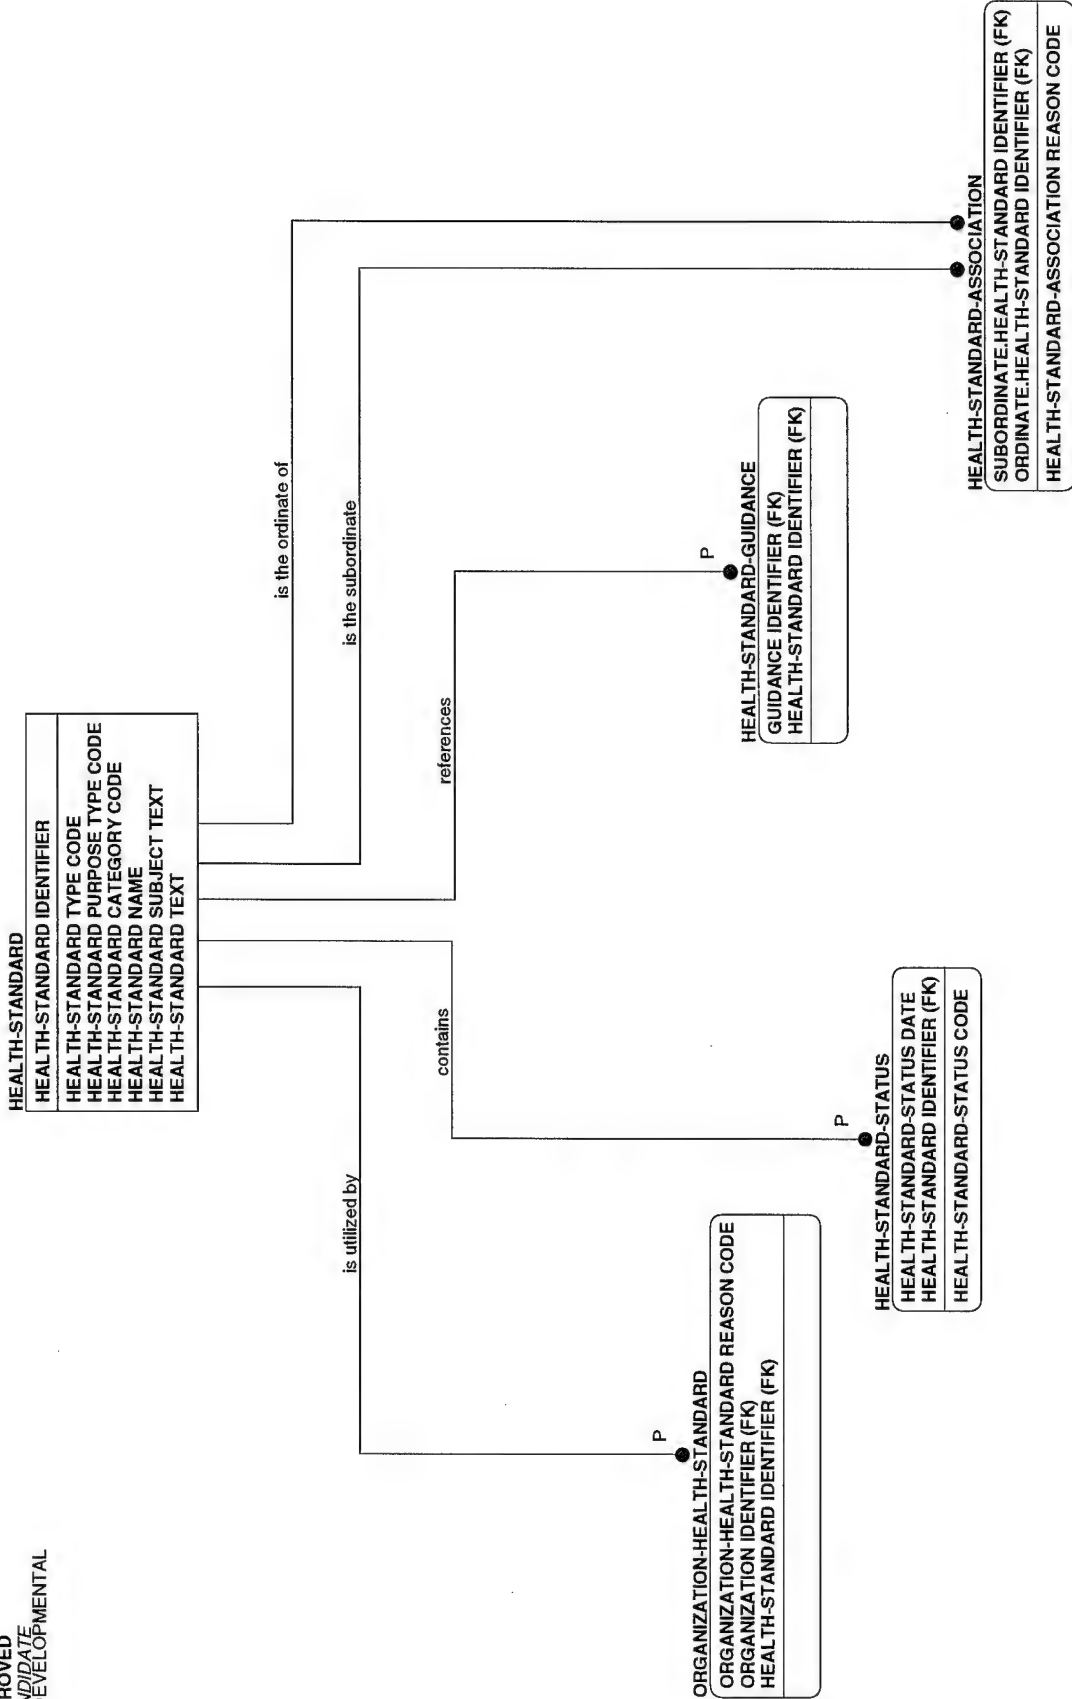 ROVED
NDIDATE
EVELOPMENTAL
HEALTH-STANDARD
HEALTH-STANDARD IDENTIFIER
HEALTH-STANDARD TYPE CODE
HEALTH-STANDARD PURPOSE TYPE CODE
HEALTH-STANDARD CATEGORY CODE
HEALTH-STANDARD NAME
HEALTH-STANDARD SUBJECT TEXT
HEALTH-STANDARD TEXT
is utilized by
contains
references
is the subordinate
is the ordinate of
P
ORGANIZATION-HEALTH-STANDARD
ORGANIZATION-HEALTH-STANDARD REASON CODE
ORGANIZATION IDENTIFIER (FK)
HEALTH-STANDARD IDENTIFIER (FK)
P
HEALTH-STANDARD-STATUS
HEALTH-STANDARD-STATUS DATE
HEALTH-STANDARD IDENTIFIER (FK)
HEALTH-STANDARD-STATUS CODE
P
HEALTH-STANDARD-GUIDANCE
GUIDANCE IDENTIFIER (FK)
HEALTH-STANDARD IDENTIFIER (FK)
HEALTH-STANDARD-ASSOCIATION
SUBORDINATE.HEALTH-STANDARD IDENTIFIER (FK)
ORDINATE.HEALTH-STANDARD IDENTIFIER (FK)
HEALTH-STANDARD-ASSOCIATION REASON CODE